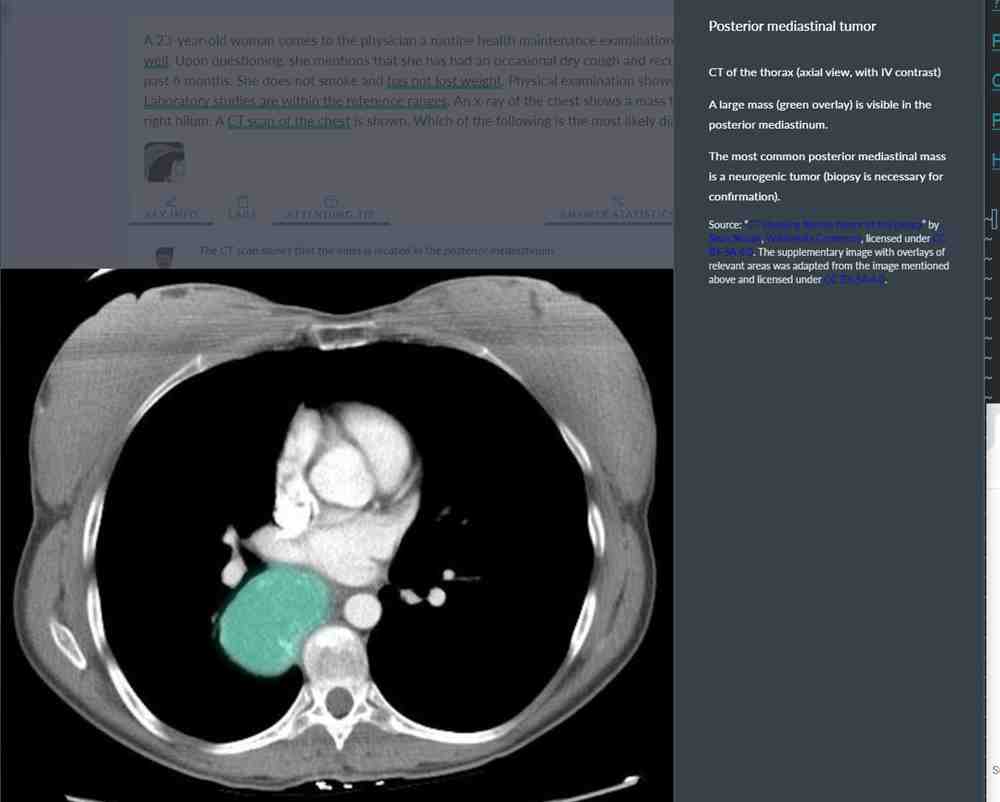 A 23-year-old woman comes to the physician a routine health maintenance examination
well. Upon questioning, she mentions that she has had an occasional dry cough and
past 6 months. She does not smoke and has not lost weight. Physical examination
Laboratory studies are within the reference ranges. An x-ray of the chest shows a mass
right hilum. A CT scan of the chest is shown. Which of the following is the most likely
KEY INFO LABS ATTENDING TIP ANSWER STATISTICS
The CT scan shows that the mass is located in the posterior mediastinum.
Posterior mediastinal tumor
CT of the thorax (axial view, with IV contrast)
A large mass (green overlay) is visible in the
posterior mediastinum.
The most common posterior mediastinal mass
is a neurogenic tumor (biopsy is necessary for
confirmation).
Source: " " by
, licensed under
. The supplementary image with overlays of
relevant areas was adapted from the image mentioned
above and licensed under CC BY-SA 4.0.